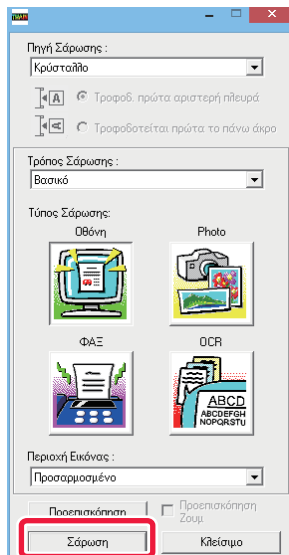 Πηγή Σάρωσης :
Κρύσταλλο
A
Τροφοδ. πρώτα αριστερή πλευρά
A
Τροφοδοτείται πρώτα το πάνω άκρο
Τρόπος Σάρωσης :
Βασικό
Τύπος Σάρωσης:
Οθόνη
Photo
ΦΑΞ
OCR
ABCD
ABCDEFGH
NOPQRSTU
Περιοχή Εικόνας :
Προσαρμοσμένο
Προεπισκόπηση
Προεπισκόπηση
Ζουμ
Σάρωση
Κλείσιμο